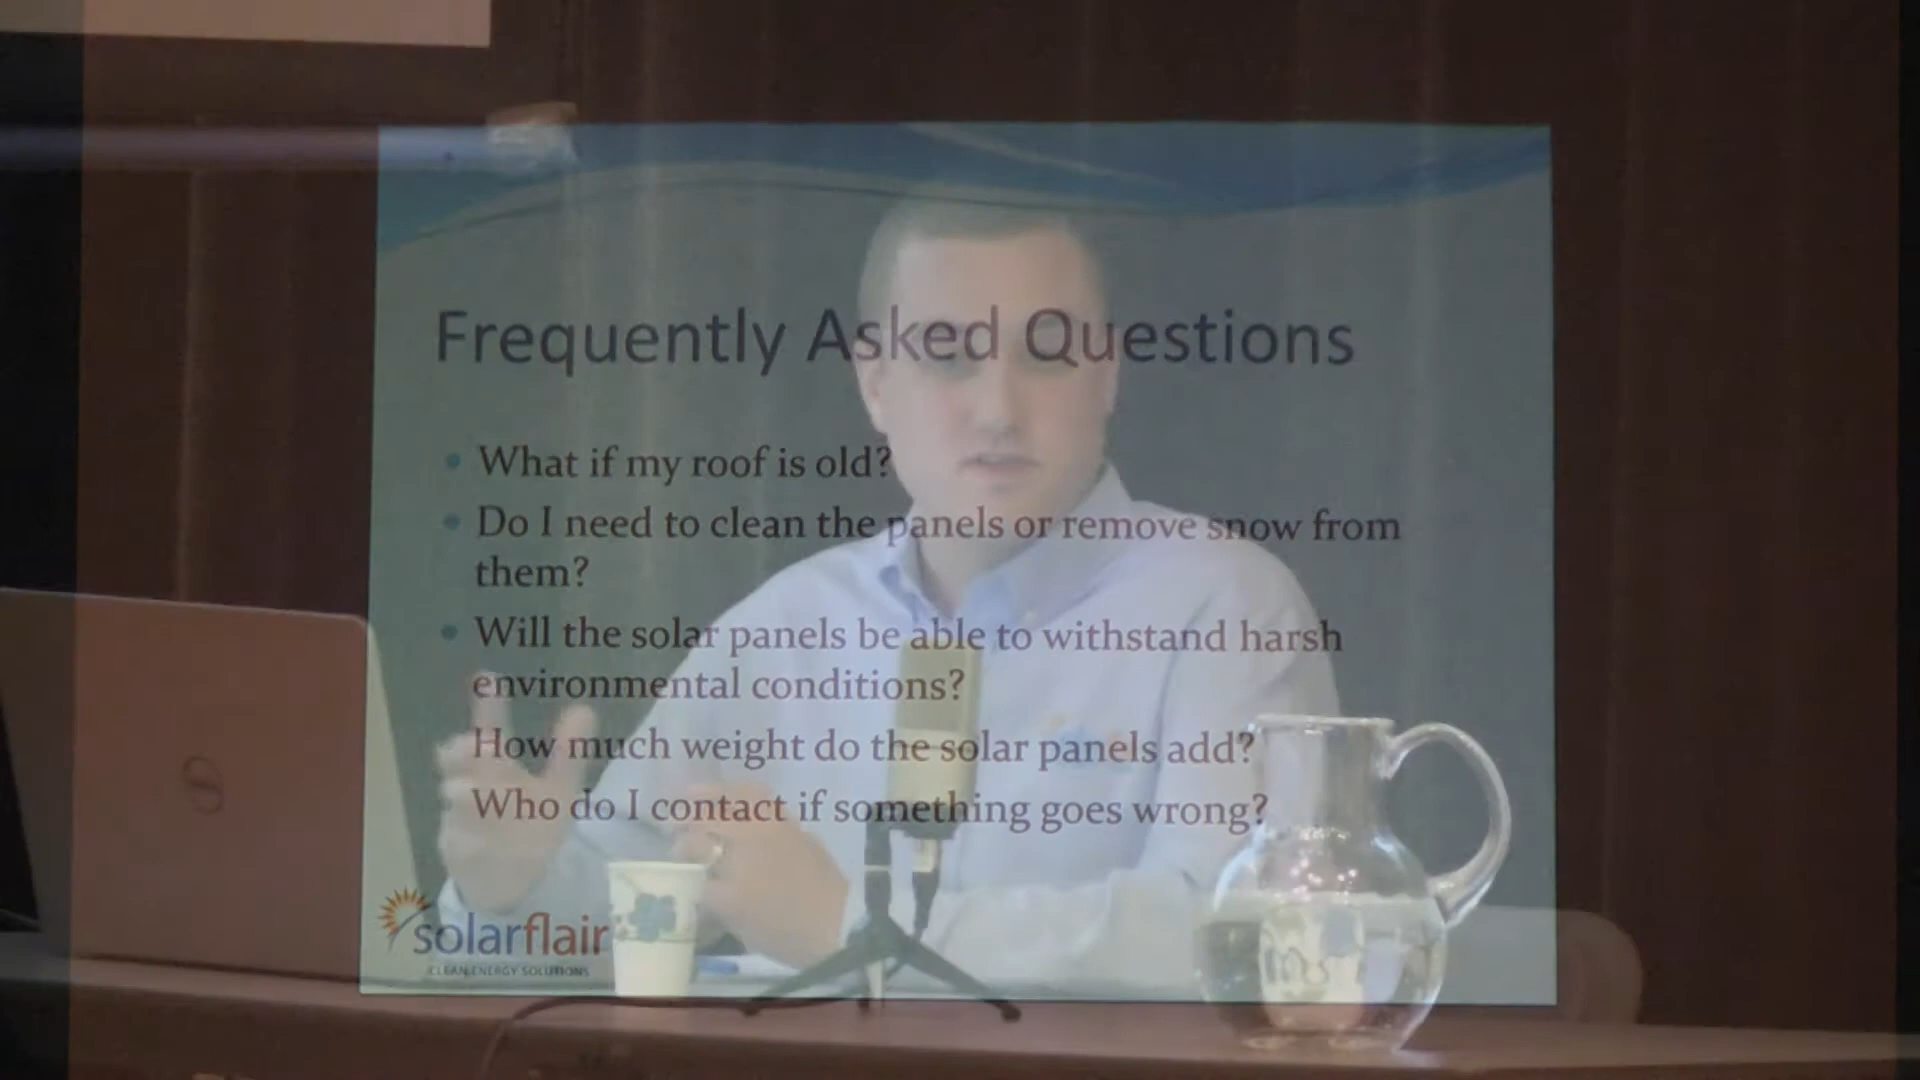 Frequently Asked Questions
What if my roof is old?
Do I need to clean the panels or remove snow from
them?
Will the solar panels be able to withstand harsh
environmental conditions?
How much weight do the solar panels add?
Who do I contact if something goes wrong?
solarflair
CLEAN ENERGY SOLUTIONS